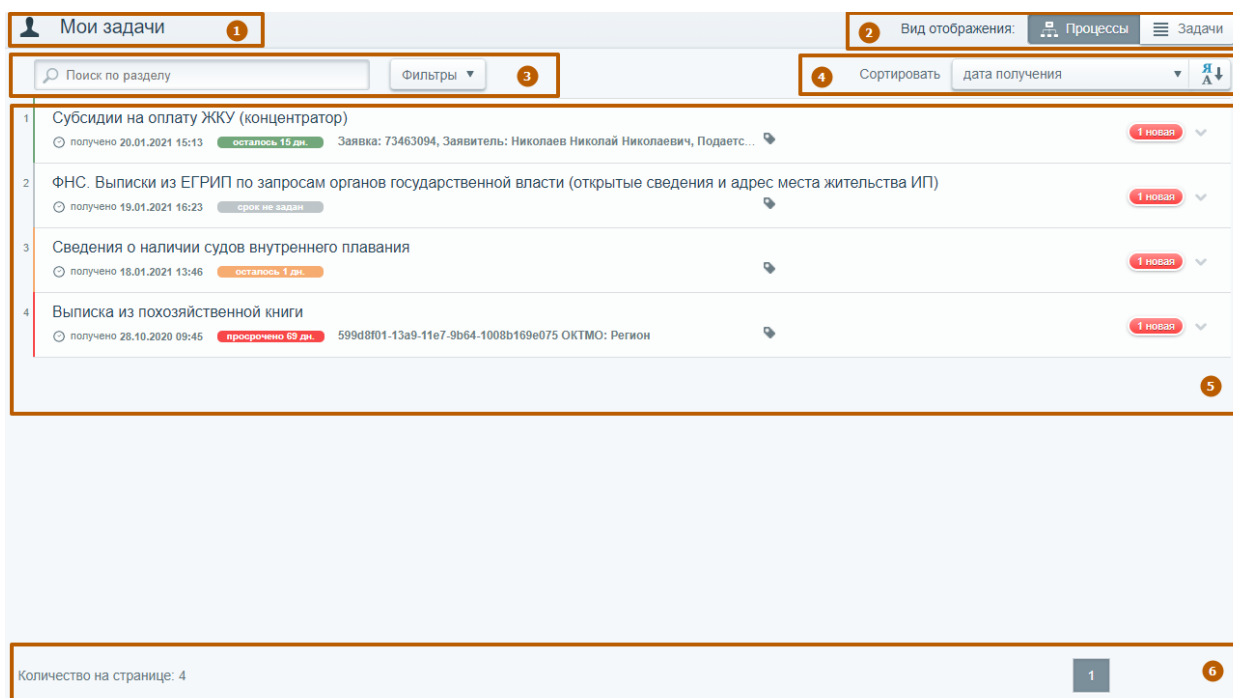 Мои задачи 1
2 Вид отображения: Процессы Задачи
Поиск по разделу Фильтры 3
4 Сортировать дата получения Я А
1 Субсидии на оплату ЖКУ (концентратор)
получено 20.01.2021 15:13 осталось 15 дн. Заявка: 73463094, Заявитель: Николаев Николай Николаевич, Подаетс... 1 новая
2 ФНС. Выписки из ЕГРИП по запросам органов государственной власти (открытые сведения и адрес места жительства ИП)
получено 19.01.2021 16:23 срок не задан 1 новая
3 Сведения о наличии судов внутреннего плавания
получено 18.01.2021 13:46 осталось 1 дн. 1 новая
4 Выписка из похозяйственной книги
получено 28.10.2020 09:45 просрочено 69 дн. 599d8f01-13a9-11e7-9b64-1008b169e075 ОКТМО: Регион 1 новая
5
Количество на странице: 4 1 6